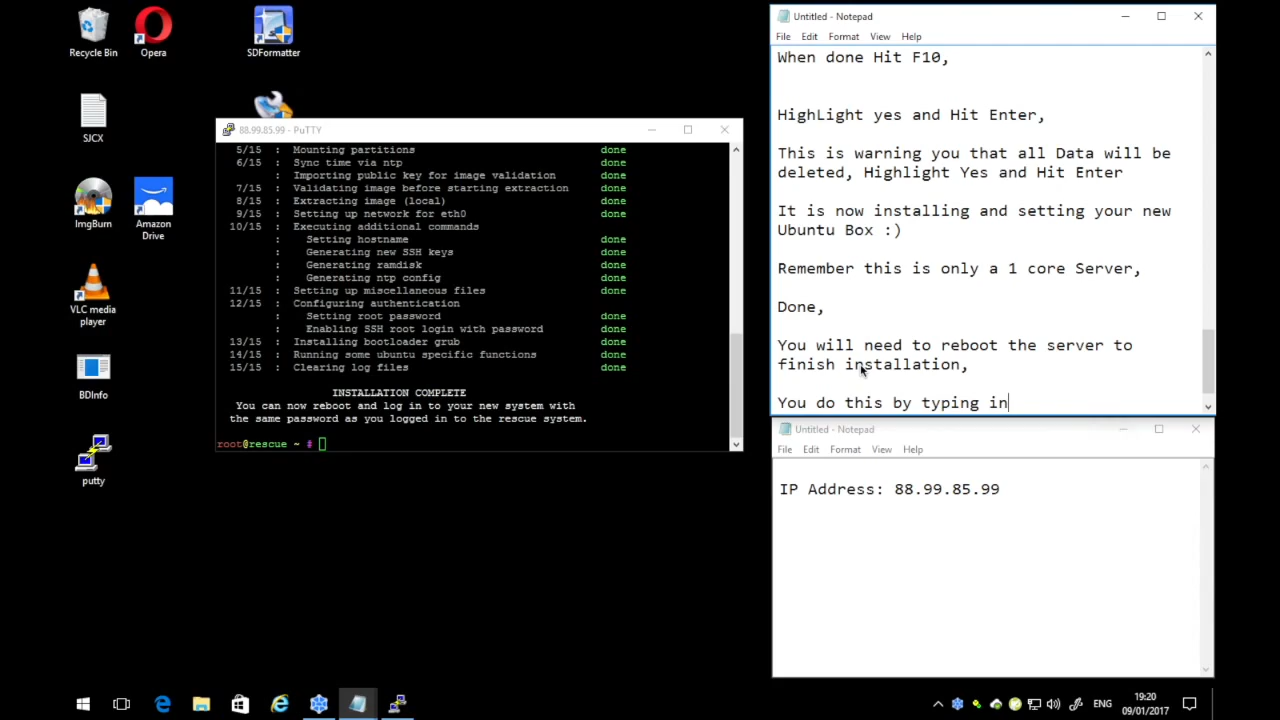 Recycle Bin
Opera
SDFormatter
SJCX
ImgBurn
Amazon
Drive
VLC media
player
BDInfo
putty
88.99.85.99 - PuTTY
5/15 : Mounting partitions done
6/15 : Sync time via ntp done
: Importing public key for image validation done
7/15 : Validating image before starting extraction done
8/15 : Extracting image (local) done
9/15 : Setting up network for eth0 done
10/15 : Executing additional commands
: Setting hostname done
: Generating new SSH keys done
: Generating ramdisk done
: Generating ntp config done
11/15 : Setting up miscellaneous files done
12/15 : Configuring authentication
: Setting root password done
: Enabling SSH root login with password done
13/15 : Installing bootloader grub done
14/15 : Running some ubuntu specific functions done
15/15 : Clearing log files done
INSTALLATION COMPLETE
You can now reboot and log in to your new system with
the same password as you logged in to the rescue system.
root@rescue ~ #
Untitled - Notepad
File Edit Format View Help
When done Hit F10,
HighLight yes and Hit Enter,
This is warning you that all Data will be
deleted, Highlight Yes and Hit Enter
It is now installing and setting your new
Ubuntu Box :)
Remember this is only a 1 core Server,
Done,
You will need to reboot the server to
finish installation,
You do this by typing in
Untitled - Notepad
File Edit Format View Help
IP Address: 88.99.85.99
ENG
19:20
09/01/2017